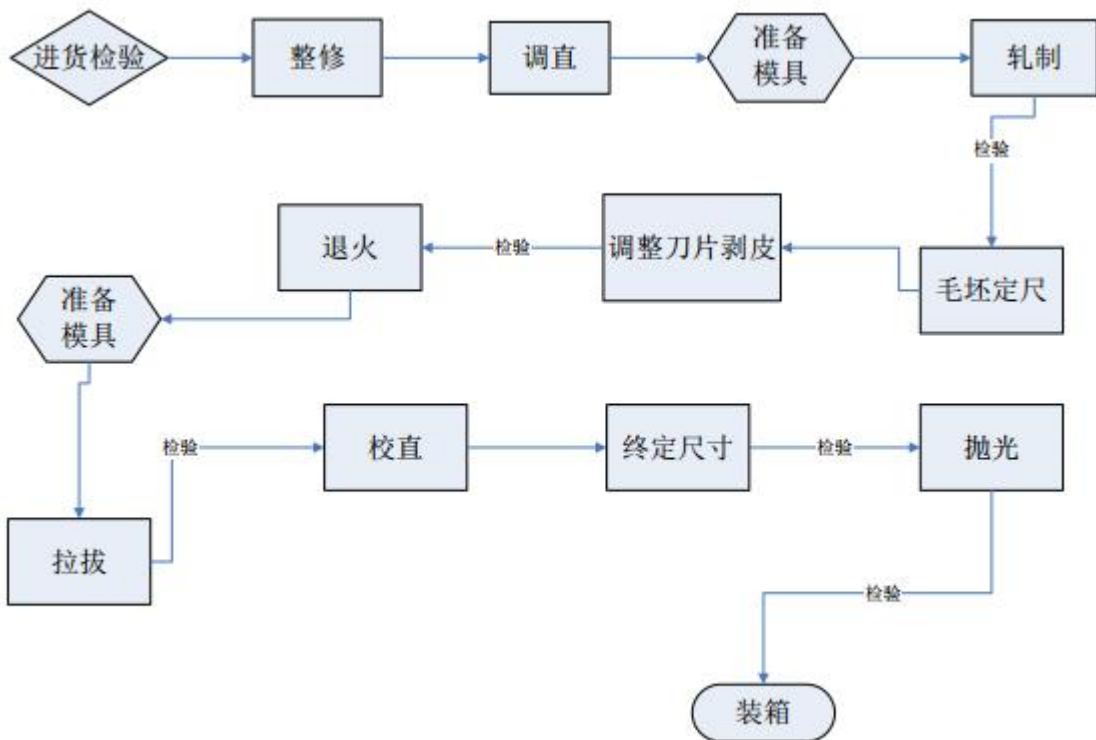 进货检验
整修
调直
准备
模具
轧制
检验
毛坯定尺
调整刀片剥皮
检验
退火
准备
模具
拉拔
检验
校直
终定尺寸
检验
抛光
检验
装箱